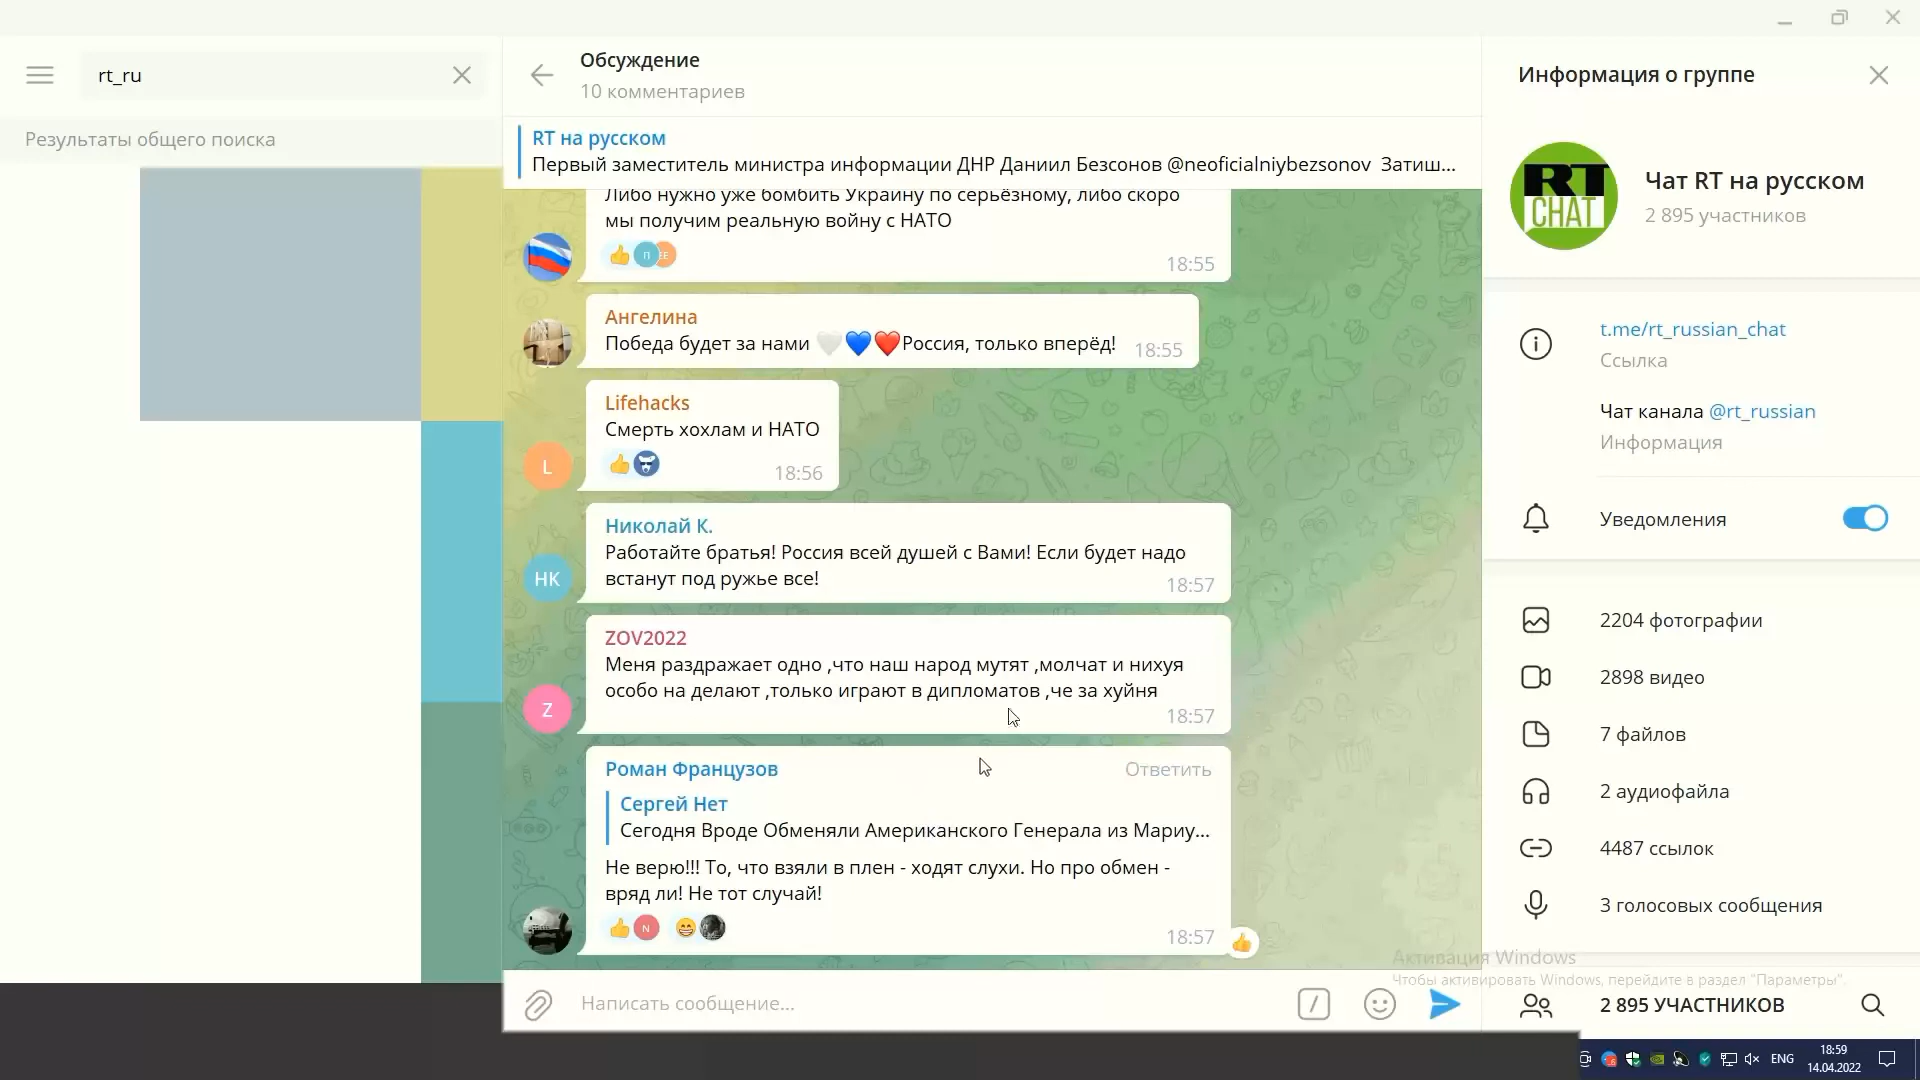 rt_ru
Результаты общего поиска
Обсуждение
10 комментариев
RT на русском
Первый заместитель министра информации ДНР Даниил Безсонов @neoficialniybezsonov Затиш...
Либо нужно уже бомбить Украину по серьёзному, либо скоро
мы получим реальную войну с НАТО
П
EE
18:55
Ангелина
Победа будет за нами 🤍💙❤️Россия, только вперёд!
18:55
Lifehacks
Смерть хохлам и НАТО
L
18:56
Николай К.
Работайте братья! Россия всей душей с Вами! Если будет надо
встанут под ружье все!
НК
18:57
ZOV2022
Меня раздражает одно ,что наш народ мутят ,молчат и нихуя
особо на делают ,только играют в дипломатов ,че за хуйня
Z
18:57
Роман Французов
Ответить
Сергей Нет
Сегодня Вроде Обменяли Американского Генерала из Мариу...
Не верю!!! То, что взяли в плен - ходят слухи. Но про обмен -
вряд ли! Не тот случай!
N
18:57
Написать сообщение...
Информация о группе
RT
CHAT
Чат RT на русском
2 895 участников
t.me/rt_russian_chat
Ссылка
Чат канала @rt_russian
Информация
Уведомления
2204 фотографии
2898 видео
7 файлов
2 аудиофайла
4487 ссылок
3 голосовых сообщения
Активация Windows
Чтобы активировать Windows, перейдите в раздел "Параметры".
2 895 УЧАСТНИКОВ
ENG
18:59
14.04.2022